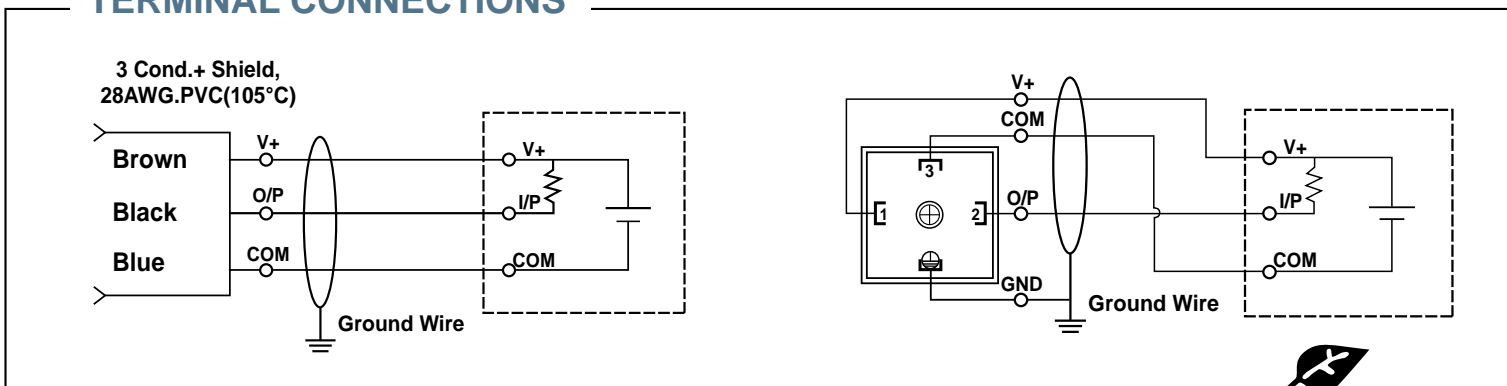 TERMINAL CONNECTIONS
3 Cond.+ Shield,
28AWG.PVC(105°C)
Brown
Black
Blue
V+
O/P
COM
V+
I/P
COM
Ground Wire
V+
COM
3
1
2
O/P
GND
Ground Wire
V+
I/P
COM